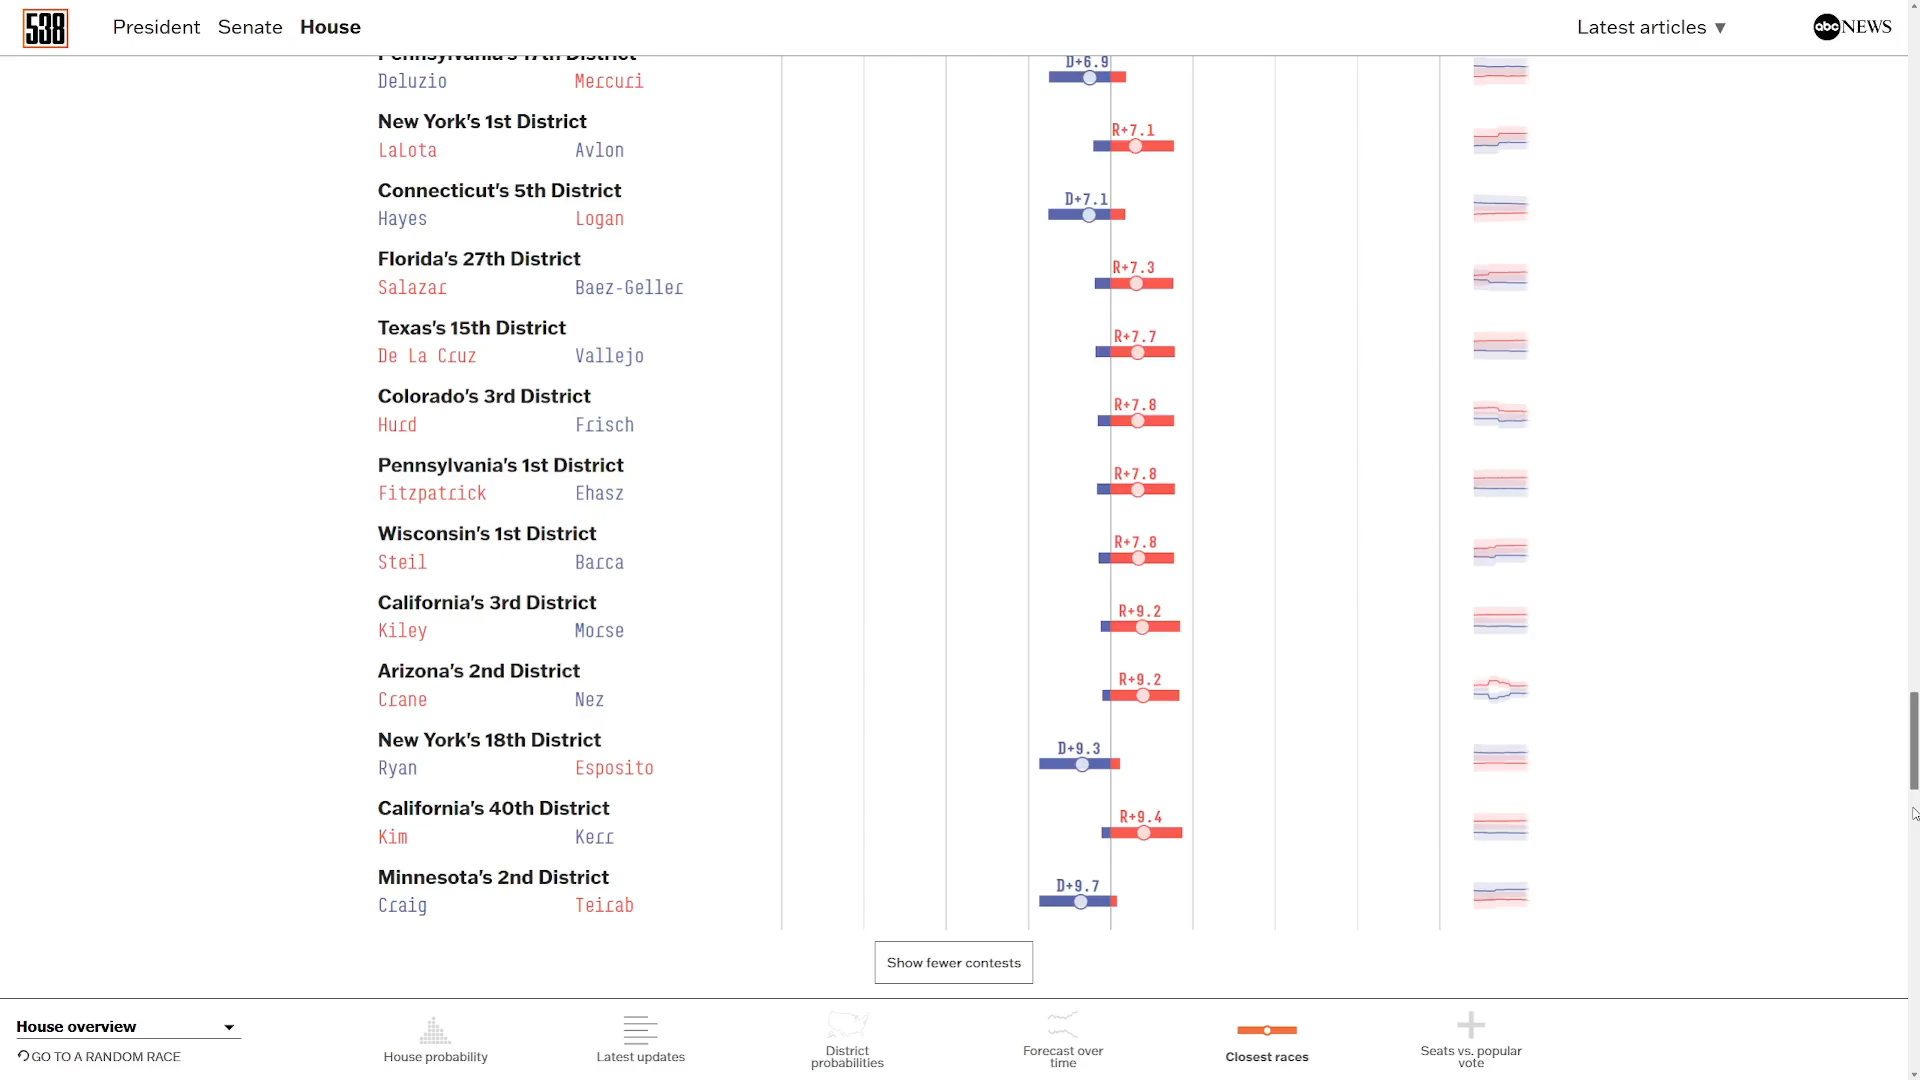 538
President Senate House
Latest articles ▼
abc NEWS
Pennsylvania's 17th District
D+6.9
Deluzio Mercuri
New York's 1st District
R+7.1
LaLota Avlon
Connecticut's 5th District
D+7.1
Hayes Logan
Florida's 27th District
R+7.3
Salazar Baez-Geller
Texas's 15th District
R+7.7
De La Cruz Vallejo
Colorado's 3rd District
R+7.8
Hurd Frisch
Pennsylvania's 1st District
R+7.8
Fitzpatrick Ehasz
Wisconsin's 1st District
R+7.8
Steil Barca
California's 3rd District
R+9.2
Kiley Morse
Arizona's 2nd District
R+9.2
Crane Nez
New York's 18th District
D+9.3
Ryan Esposito
California's 40th District
R+9.4
Kim Kerr
Minnesota's 2nd District
D+9.7
Craig Teirab
Show fewer contests
House overview
GO TO A RANDOM RACE
House probability
Latest updates
District
probabilities
Forecast over
time
Closest races
Seats vs. popular
vote